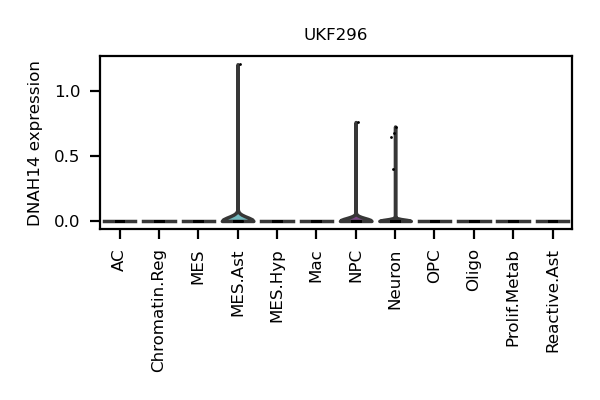 UKF296
DNAH14 expression
1.0
0.5
0.0
AC
Chromatin.Reg
MES
MES.Ast
MES.Hyp
Mac
NPC
Neuron
OPC
Oligo
Prolif.Metab
Reactive.Ast